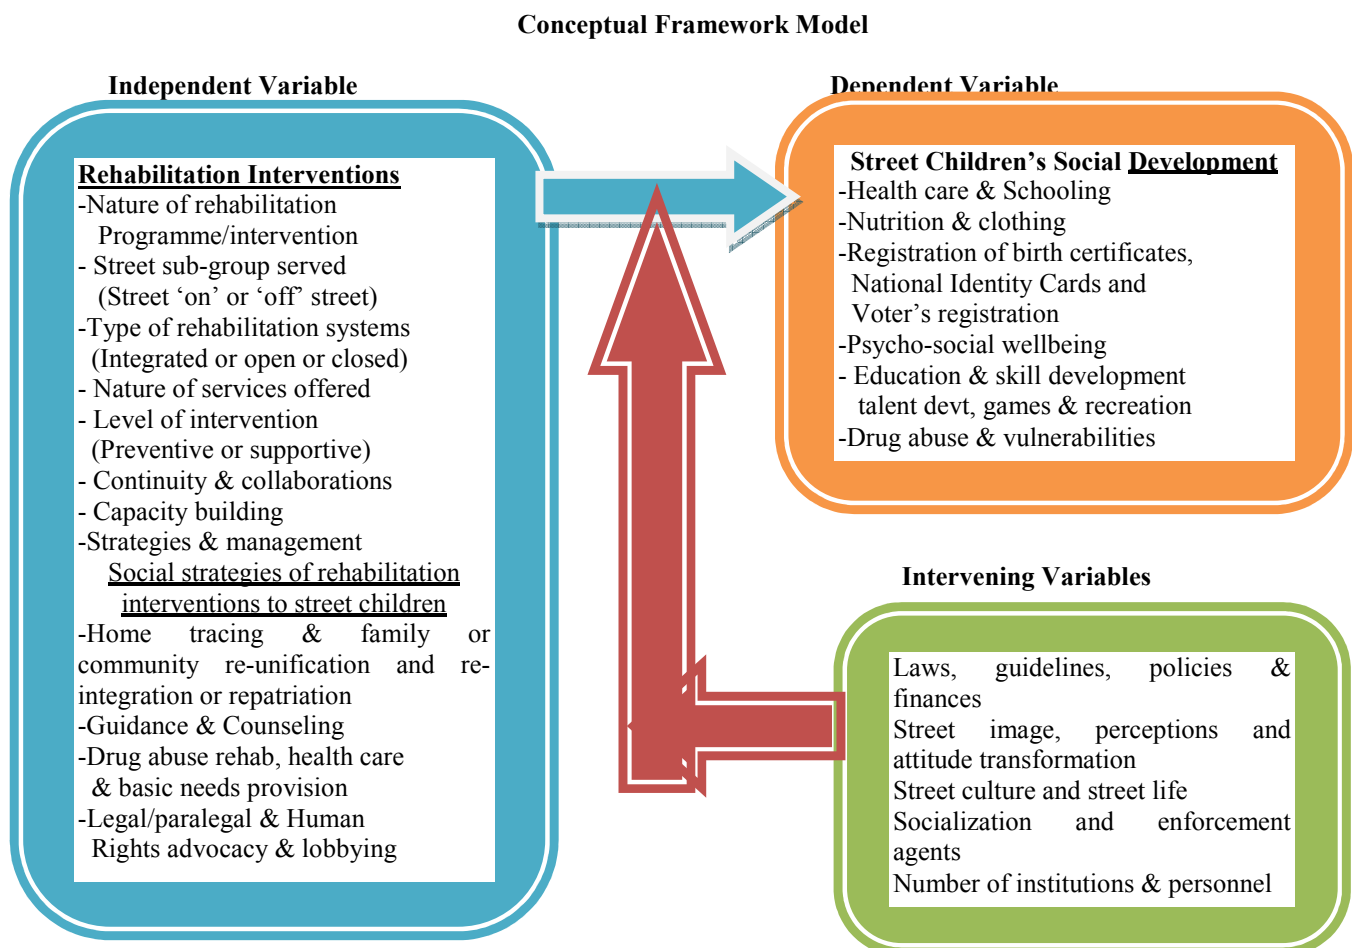 Conceptual Framework Model
Independent Variable
Rehabilitation Interventions
-Nature of rehabilitation
Programme/intervention
- Street sub-group served
(Street ‘on’ or ‘off’ street)
-Type of rehabilitation systems
(Integrated or open or closed)
- Nature of services offered
- Level of intervention
(Preventive or supportive)
- Continuity & collaborations
- Capacity building
-Strategies & management
Social strategies of rehabilitation
interventions to street children
-Home tracing & family or
community re-unification and re-
integration or repatriation
-Guidance & Counseling
-Drug abuse rehab, health care
& basic needs provision
-Legal/paralegal & Human
Rights advocacy & lobbying
Dependent Variable
Street Children’s Social Development
-Health care & Schooling
-Nutrition & clothing
-Registration of birth certificates,
National Identity Cards and
Voter’s registration
-Psycho-social wellbeing
- Education & skill development
talent devt, games & recreation
-Drug abuse & vulnerabilities
Intervening Variables
Laws, guidelines, policies &
finances
Street image, perceptions and
attitude transformation
Street culture and street life
Socialization and enforcement
agents
Number of institutions & personnel